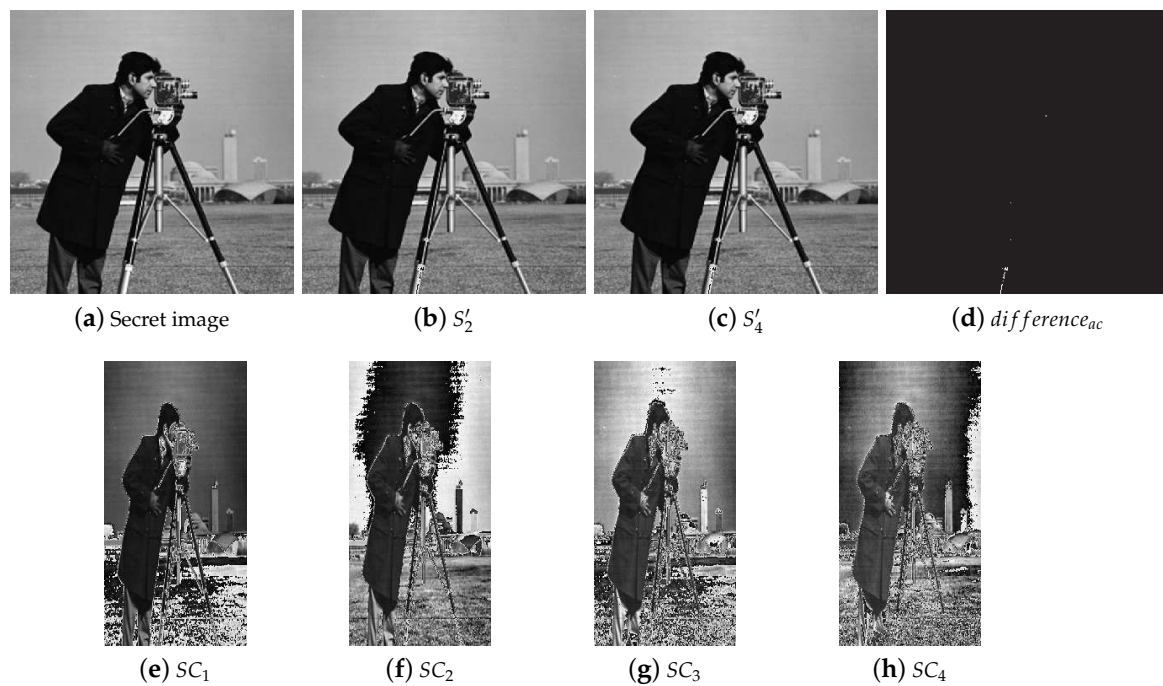 (a) Secret image
(b) S′₂
(c) S′₄
(d) differenceₐc
(e) SC₁
(f) SC₂
(g) SC₃
(h) SC₄